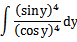 ∫ (siny)⁴/(cosy)⁴ dy